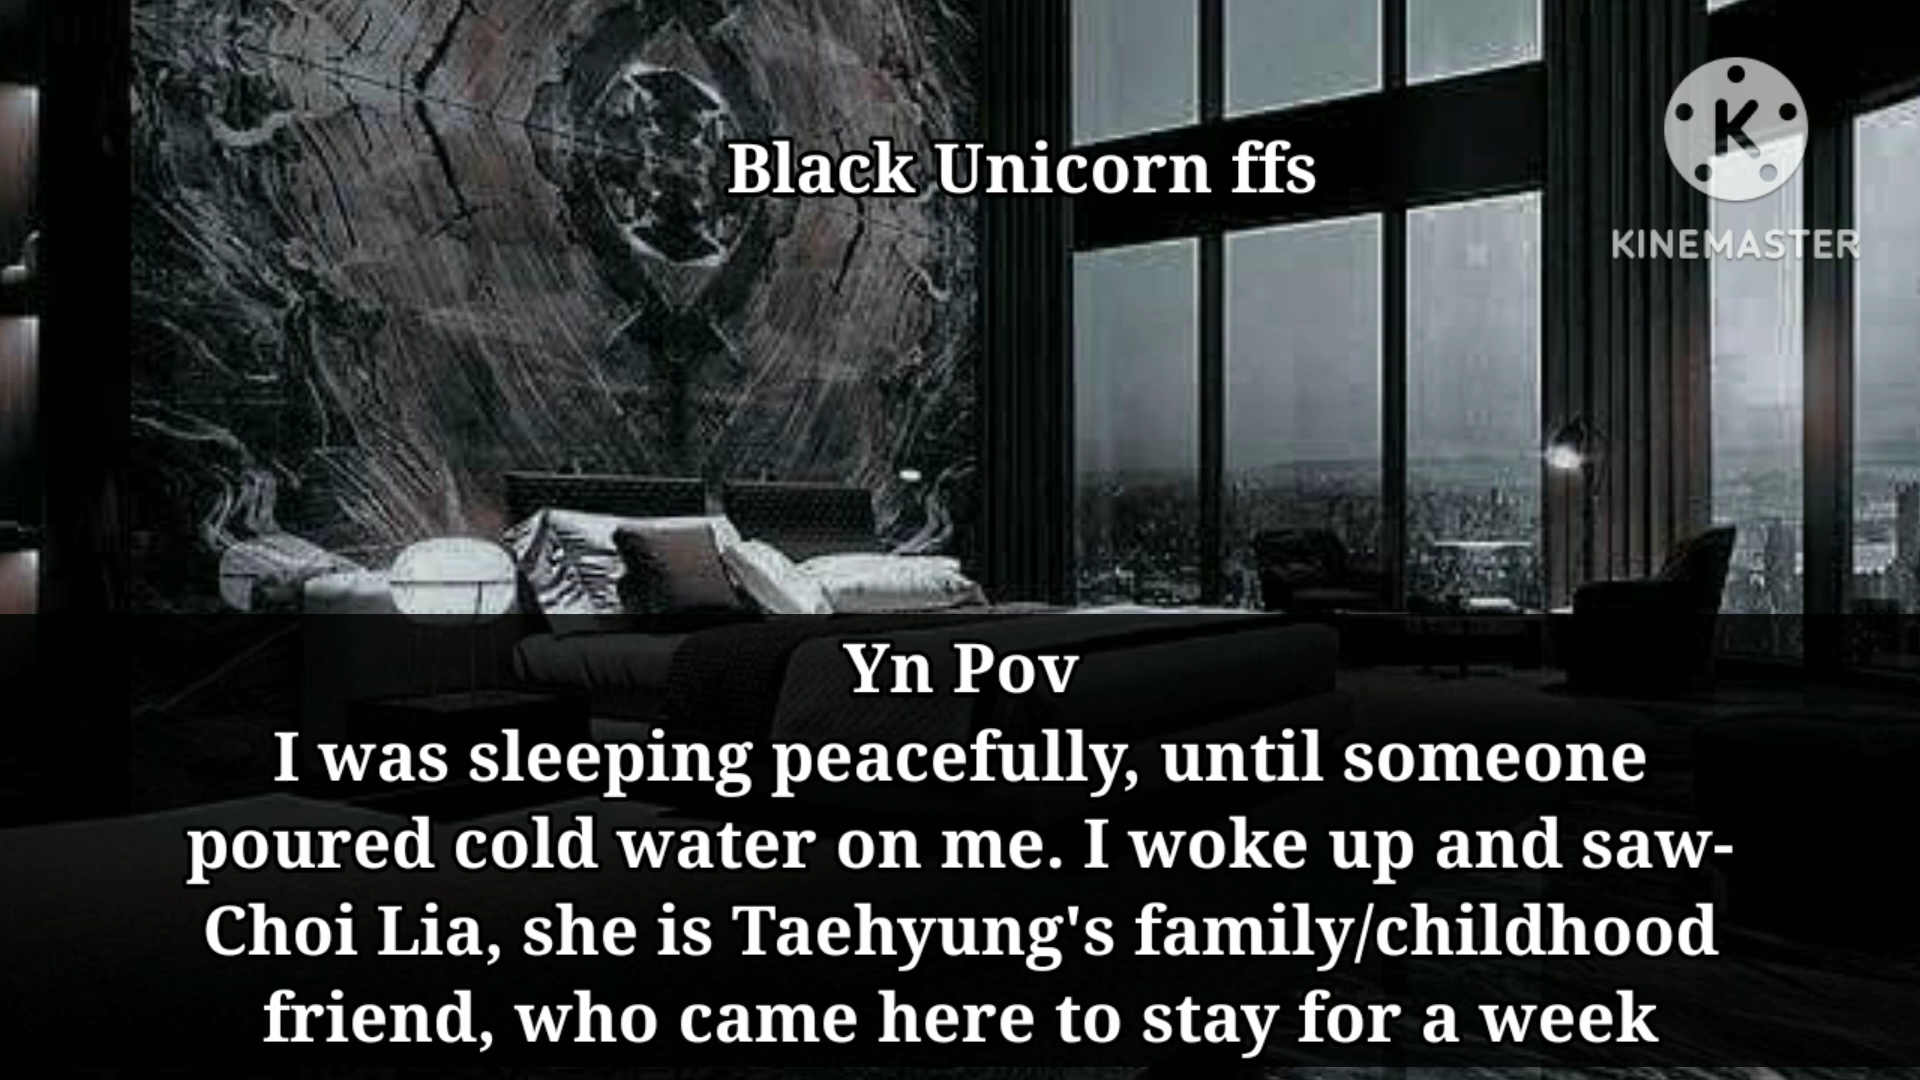 Black Unicorn ffs
K
KINEMASTER
Yn Pov
I was sleeping peacefully, until someone
poured cold water on me. I woke up and saw-
Choi Lia, she is Taehyung's family/childhood
friend, who came here to stay for a week